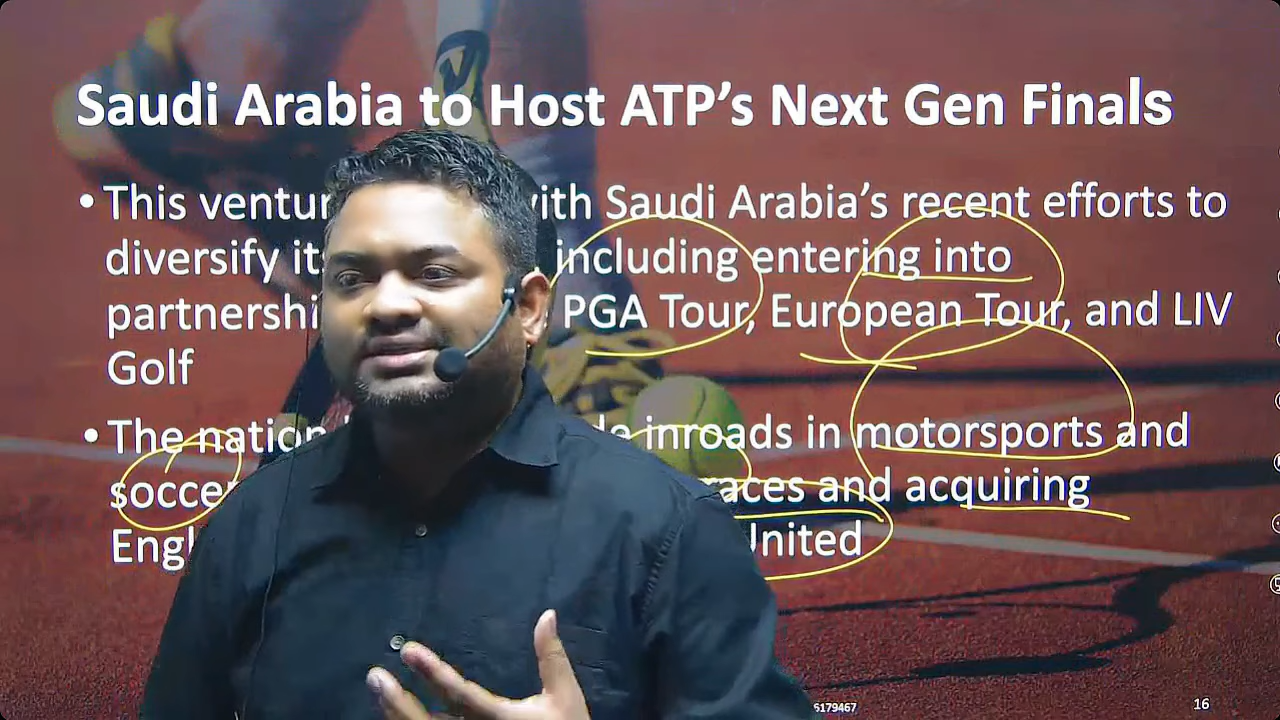 Saudi Arabia to Host ATP's Next Gen Finals
• This ventur with Saudi Arabia's recent efforts to
diversify its including entering into
partnershi PGA Tour, European Tour, and LIV
Golf
• The nation inroads in motorsports and
soccer races and acquiring
Engl United
6179467
16